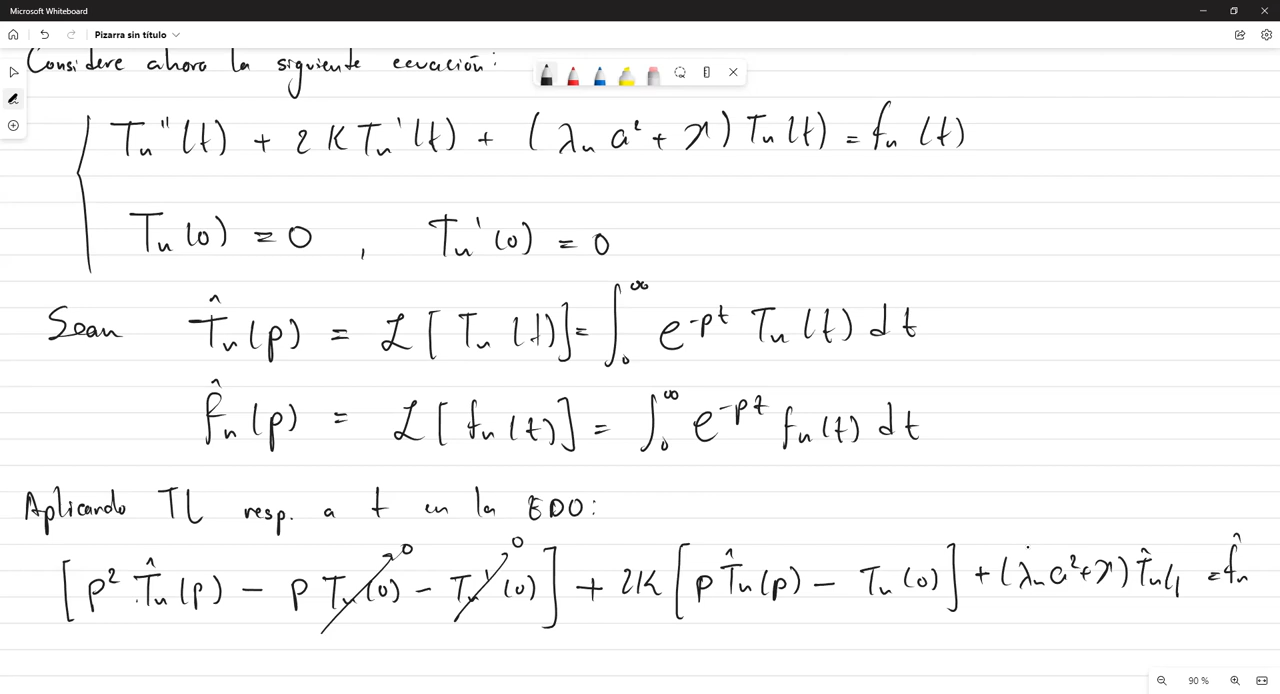 Microsoft Whiteboard
Pizarra sin título
Considere ahora la siguiente ecuación:
Tₙ''(t) + 2KTₙ'(t) + (λₙ a² + x) Tₙ(t) = fₙ(t)
Tₙ(0) = 0 , Tₙ'(0) = 0
Sean T̂ₙ(p) = ℒ[Tₙ(t)] = ∫₀^∞ e^{-pt} Tₙ(t) dt
f̂ₙ(p) = ℒ[fₙ(t)] = ∫₀^∞ e^{-pt} fₙ(t) dt
Aplicando TL resp. a t en la EDO:
[p² T̂ₙ(p) - p Tₙ(0)↗0 - Tₙ'(0)↗0] + 2K[p T̂ₙ(p) - Tₙ(0)] + (λₙ a² + x) T̂ₙ(p = f̂ₙ
90 %